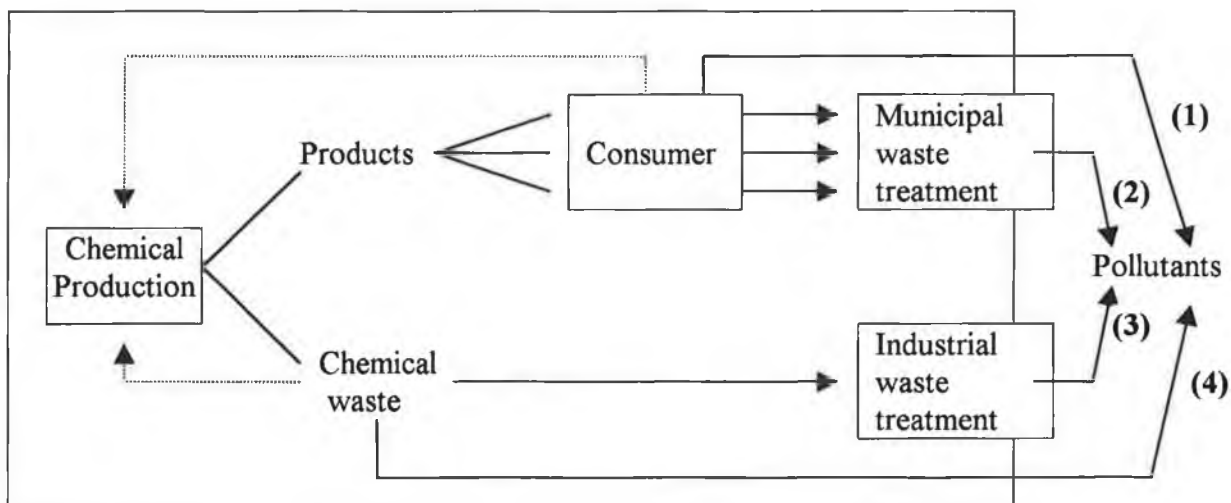 Products
Consumer
Municipal
waste
treatment
(1)
(2)
Chemical
Production
Pollutants
(3)
Chemical
waste
Industrial
waste
treatment
(4)